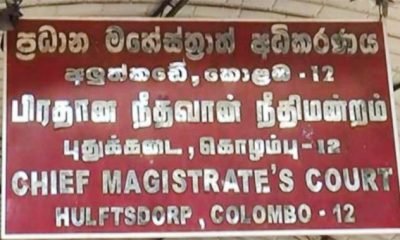 ප්‍රධාන මහේස්ත්‍රාත් අධිකරණය
අලුත්කඩේ, කොළඹ - 12
பிரதான நீதவான் நீதிமன்றம்
புதுக்கடை, கொழம்பு - 12
CHIEF MAGISTRATE'S COURT
HULFTSDORP, COLOMBO - 12